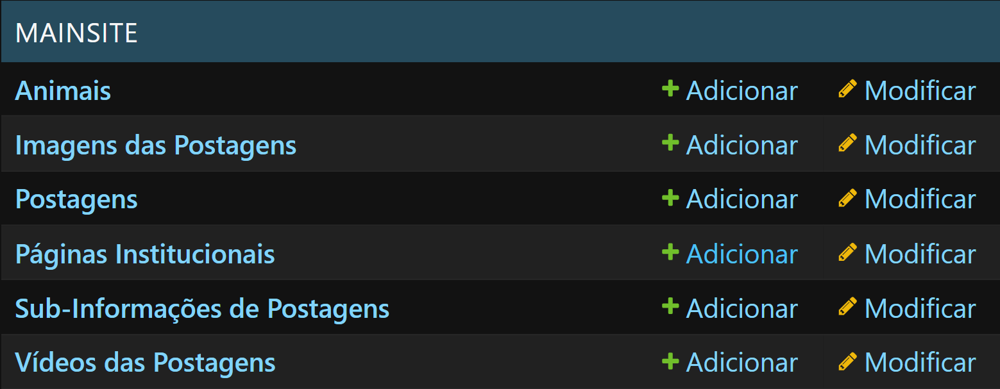 MAINSITE
Animais Adicionar Modificar
Imagens das Postagens Adicionar Modificar
Postagens Adicionar Modificar
Páginas Institucionais Adicionar Modificar
Sub-Informações de Postagens Adicionar Modificar
Vídeos das Postagens Adicionar Modificar